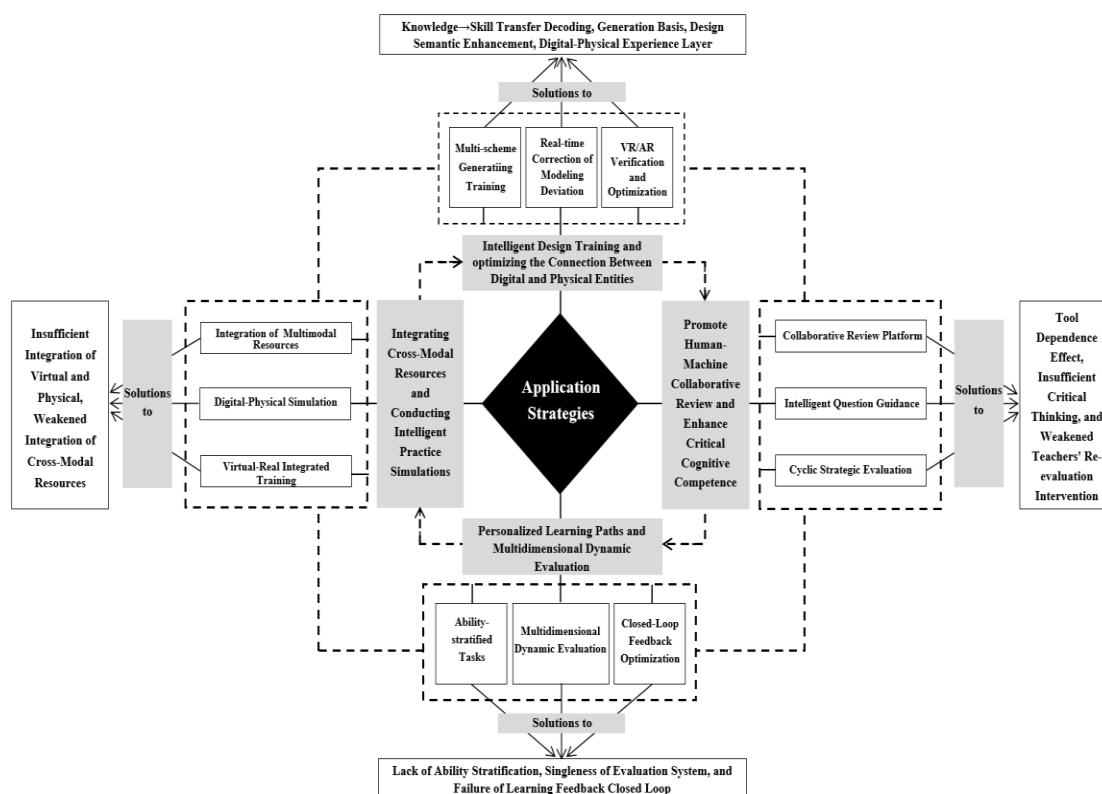 Knowledge→Skill Transfer Decoding, Generation Basis, Design
Semantic Enhancement, Digital-Physical Experience Layer
Solutions to
Multi-scheme
Generatiing
Training
Real-time
Correction of
Modeling
Deviation
VR/AR
Verification
and
Optimization
Intelligent Design Training and
optimizing the Connection Between
Digital and Physical Entities
Insufficient
Integration of
Virtual and
Physical,
Weakened
Integration of
Cross-Modal
Resources
Solutions
to
Integration of Multimodal
Resources
Digital-Physical Simulation
Virtual-Real Integrated
Training
Integrating
Cross-Modal
Resources
and
Conducting
Intelligent
Practice
Simulations
Application
Strategies
Promote
Human-
Machine
Collaborative
Review and
Enhance
Critical
Cognitive
Competence
Collaborative Review Platform
Intelligent Question Guidance
Cyclic Strategic Evaluation
Solutions
to
Tool
Dependence
Effect,
Insufficient
Critical
Thinking, and
Weakened
Teachers' Re-
evaluation
Intervention
Personalized Learning Paths and
Multidimensional Dynamic
Evaluation
Ability-
stratified
Tasks
Multidimensional
Dynamic Evaluation
Closed-Loop
Feedback
Optimization
Solutions to
Lack of Ability Stratification, Singleness of Evaluation System, and
Failure of Learning Feedback Closed Loop